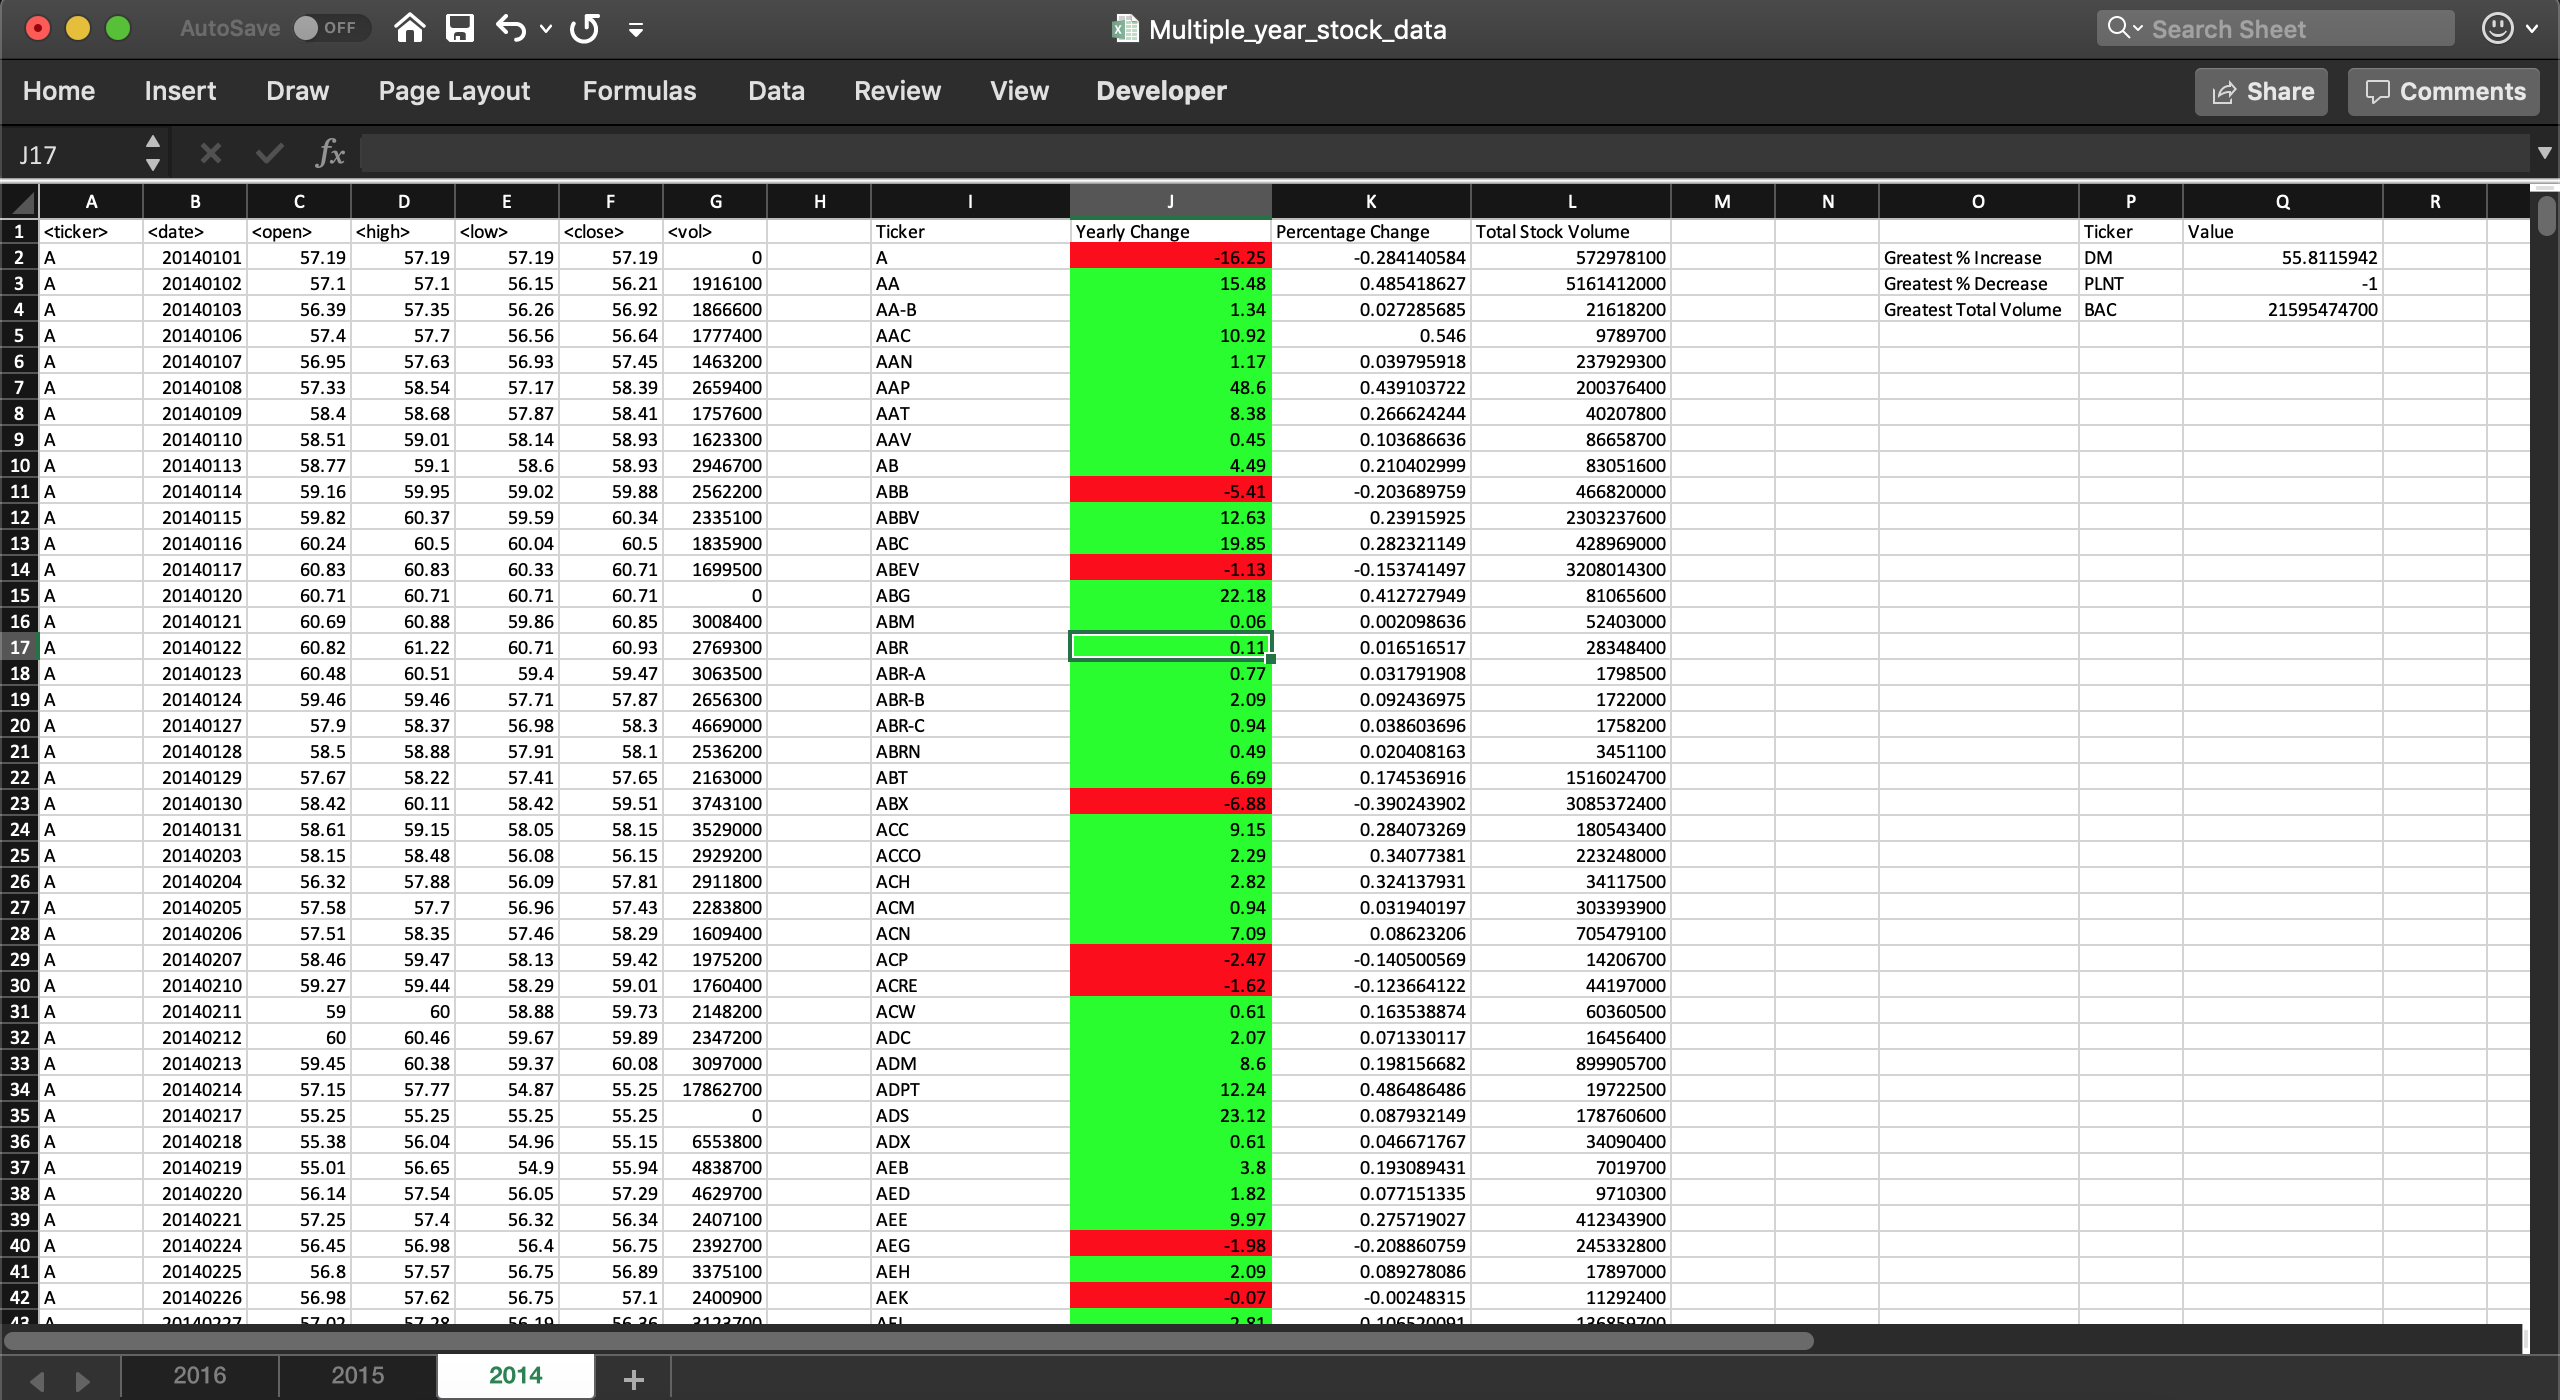 AutoSave OFF Multiple_year_stock_data Search Sheet
Home Insert Draw Page Layout Formulas Data Review View Developer Share Comments
J17 fx
A B C D E F G H I J K L M N O P Q R
1 <ticker> <date> <open> <high> <low> <close> <vol> Ticker Yearly Change Percentage Change Total Stock Volume Ticker Value
2 A 20140101 57.19 57.19 57.19 57.19 0 A -16.25 -0.284140584 572978100 Greatest % Increase DM 55.8115942
3 A 20140102 57.1 57.1 56.15 56.21 1916100 AA 15.48 0.485418627 5161412000 Greatest % Decrease PLNT -1
4 A 20140103 56.39 57.35 56.26 56.92 1866600 AA-B 1.34 0.027285685 21618200 Greatest Total Volume BAC 21595474700
5 A 20140106 57.4 57.7 56.56 56.64 1777400 AAC 10.92 0.546 9789700
6 A 20140107 56.95 57.63 56.93 57.45 1463200 AAN 1.17 0.039795918 237929300
7 A 20140108 57.33 58.54 57.17 58.39 2659400 AAP 48.6 0.439103722 200376400
8 A 20140109 58.4 58.68 57.87 58.41 1757600 AAT 8.38 0.266624244 40207800
9 A 20140110 58.51 59.01 58.14 58.93 1623300 AAV 0.45 0.103686636 86658700
10 A 20140113 58.77 59.1 58.6 58.93 2946700 AB 4.49 0.210402999 83051600
11 A 20140114 59.16 59.95 59.02 59.88 2562200 ABB -5.41 -0.203689759 466820000
12 A 20140115 59.82 60.37 59.59 60.34 2335100 ABBV 12.63 0.23915925 2303237600
13 A 20140116 60.24 60.5 60.04 60.5 1835900 ABC 19.85 0.282321149 428969000
14 A 20140117 60.83 60.83 60.33 60.71 1699500 ABEV -1.13 -0.153741497 3208014300
15 A 20140120 60.71 60.71 60.71 60.71 0 ABG 22.18 0.412727949 81065600
16 A 20140121 60.69 60.88 59.86 60.85 3008400 ABM 0.06 0.002098636 52403000
17 A 20140122 60.82 61.22 60.71 60.93 2769300 ABR 0.11 0.016516517 28348400
18 A 20140123 60.48 60.51 59.4 59.47 3063500 ABR-A 0.77 0.031791908 1798500
19 A 20140124 59.46 59.46 57.71 57.87 2656300 ABR-B 2.09 0.092436975 1722000
20 A 20140127 57.9 58.37 56.98 58.3 4669000 ABR-C 0.94 0.038603696 1758200
21 A 20140128 58.5 58.88 57.91 58.1 2536200 ABRN 0.49 0.020408163 3451100
22 A 20140129 57.67 58.22 57.41 57.65 2163000 ABT 6.69 0.174536916 1516024700
23 A 20140130 58.42 60.11 58.42 59.51 3743100 ABX -6.88 -0.390243902 3085372400
24 A 20140131 58.61 59.15 58.05 58.15 3529000 ACC 9.15 0.284073269 180543400
25 A 20140203 58.15 58.48 56.08 56.15 2929200 ACCO 2.29 0.34077381 223248000
26 A 20140204 56.32 57.88 56.09 57.81 2911800 ACH 2.82 0.324137931 34117500
27 A 20140205 57.58 57.7 56.96 57.43 2283800 ACM 0.94 0.031940197 303393900
28 A 20140206 57.51 58.35 57.46 58.29 1609400 ACN 7.09 0.08623206 705479100
29 A 20140207 58.46 59.47 58.13 59.42 1975200 ACP -2.47 -0.140500569 14206700
30 A 20140210 59.27 59.44 58.29 59.01 1760400 ACRE -1.62 -0.123664122 44197000
31 A 20140211 59 60 58.88 59.73 2148200 ACW 0.61 0.163538874 60360500
32 A 20140212 60 60.46 59.67 59.89 2347200 ADC 2.07 0.071330117 16456400
33 A 20140213 59.45 60.38 59.37 60.08 3097000 ADM 8.6 0.198156682 899905700
34 A 20140214 57.15 57.77 54.87 55.25 17862700 ADPT 12.24 0.486486486 19722500
35 A 20140217 55.25 55.25 55.25 55.25 0 ADS 23.12 0.087932149 178760600
36 A 20140218 55.38 56.04 54.96 55.15 6553800 ADX 0.61 0.046671767 34090400
37 A 20140219 55.01 56.65 54.9 55.94 4838700 AEB 3.8 0.193089431 7019700
38 A 20140220 56.14 57.54 56.05 57.29 4629700 AED 1.82 0.077151335 9710300
39 A 20140221 57.25 57.4 56.32 56.34 2407100 AEE 9.97 0.275719027 412343900
40 A 20140224 56.45 56.98 56.4 56.75 2392700 AEG -1.98 -0.208860759 245332800
41 A 20140225 56.8 57.57 56.75 56.89 3375100 AEH 2.09 0.089278086 17897000
42 A 20140226 56.98 57.62 56.75 57.1 2400900 AEK -0.07 -0.00248315 11292400
43 A 20140227 57.02 57.28 56.19 56.36 3123700 AEL 2.81 0.106520091 136859700
2016 2015 2014 +